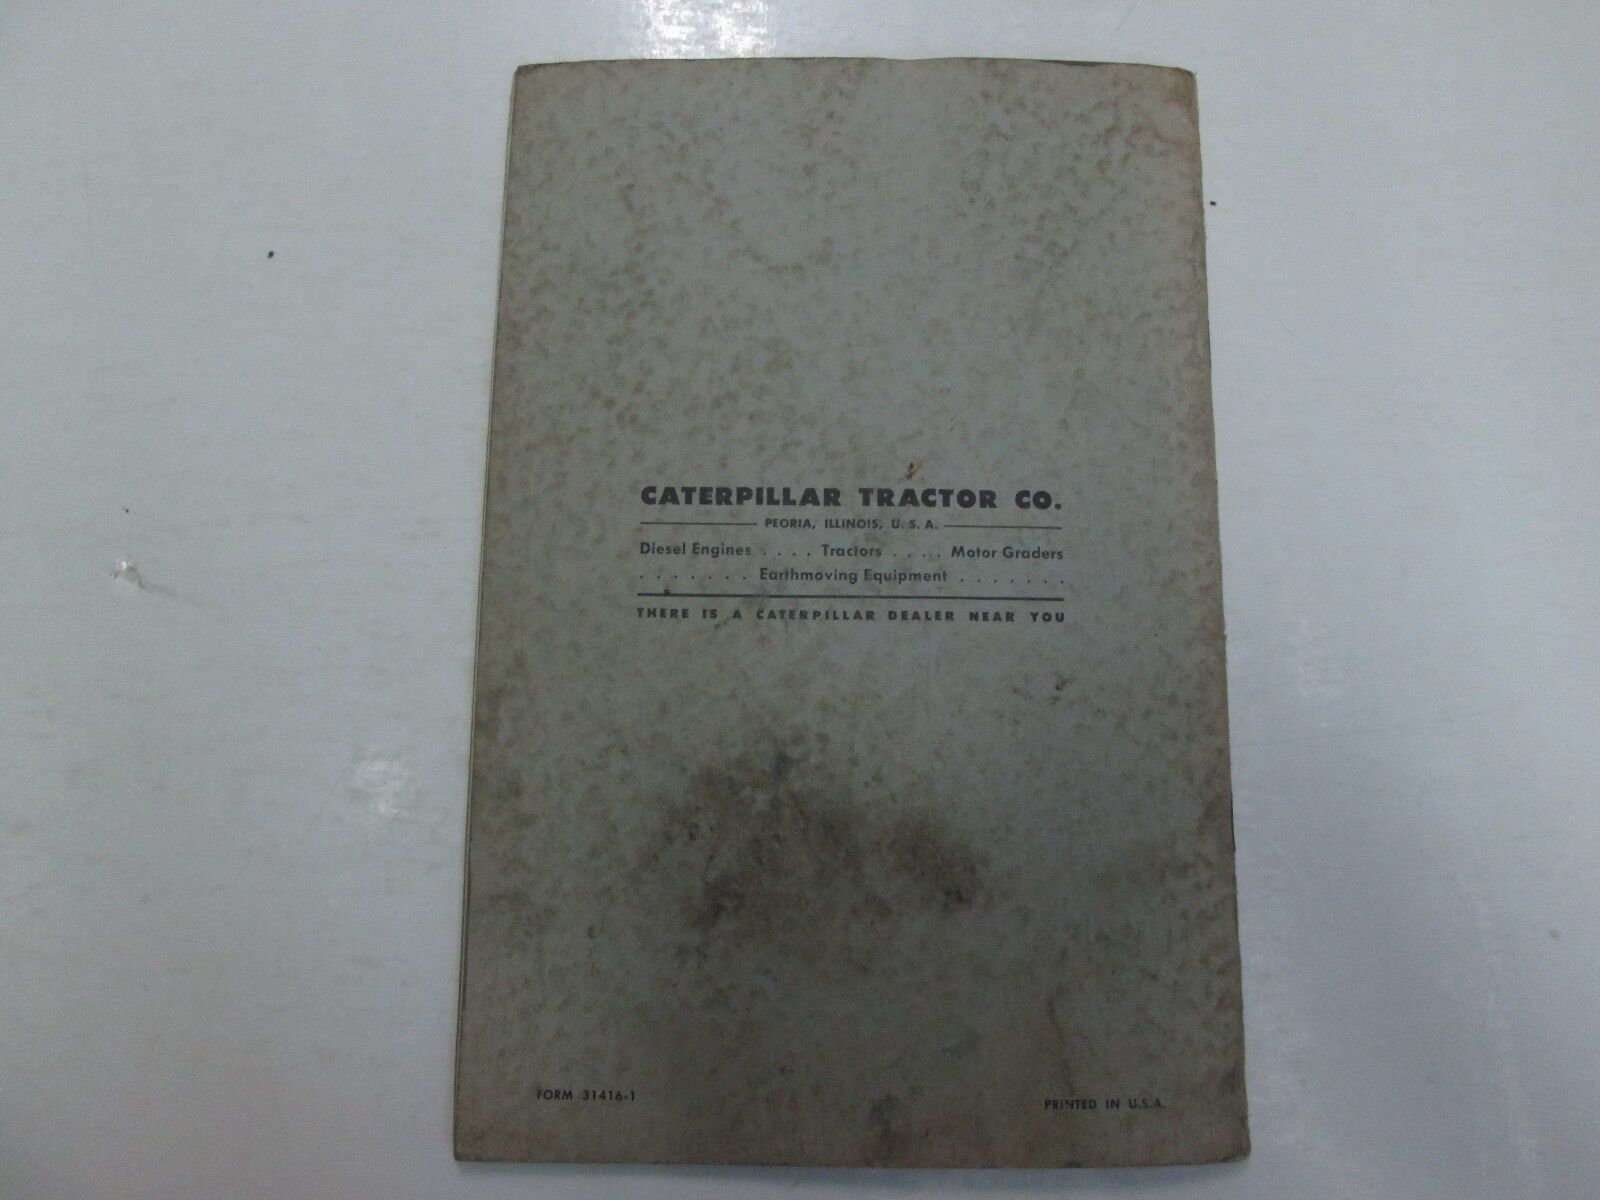 CATERPILLAR TRACTOR CO.
PEORIA, ILLINOIS, U. S. A.
Diesel Engines . . . . Tractors . . . . Motor Graders
. . . . . . . Earthmoving Equipment . . . . . . .
THERE IS A CATERPILLAR DEALER NEAR YOU
FORM 31416-1
PRINTED IN U.S.A.